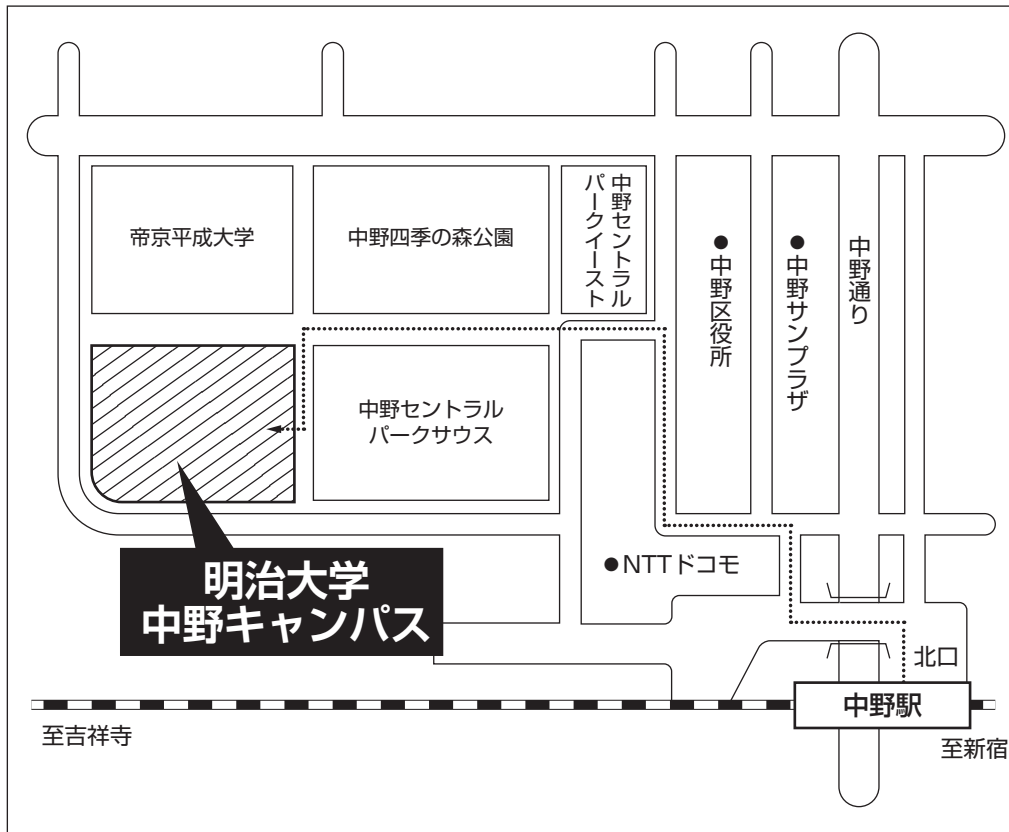 帝京平成大学
中野四季の森公園
中野セントラル
パークイースト
●中野区役所
●中野サンプラザ
中野通り
中野セントラル
パークサウス
明治大学
中野キャンパス
●NTTドコモ
北口
中野駅
至吉祥寺
至新宿